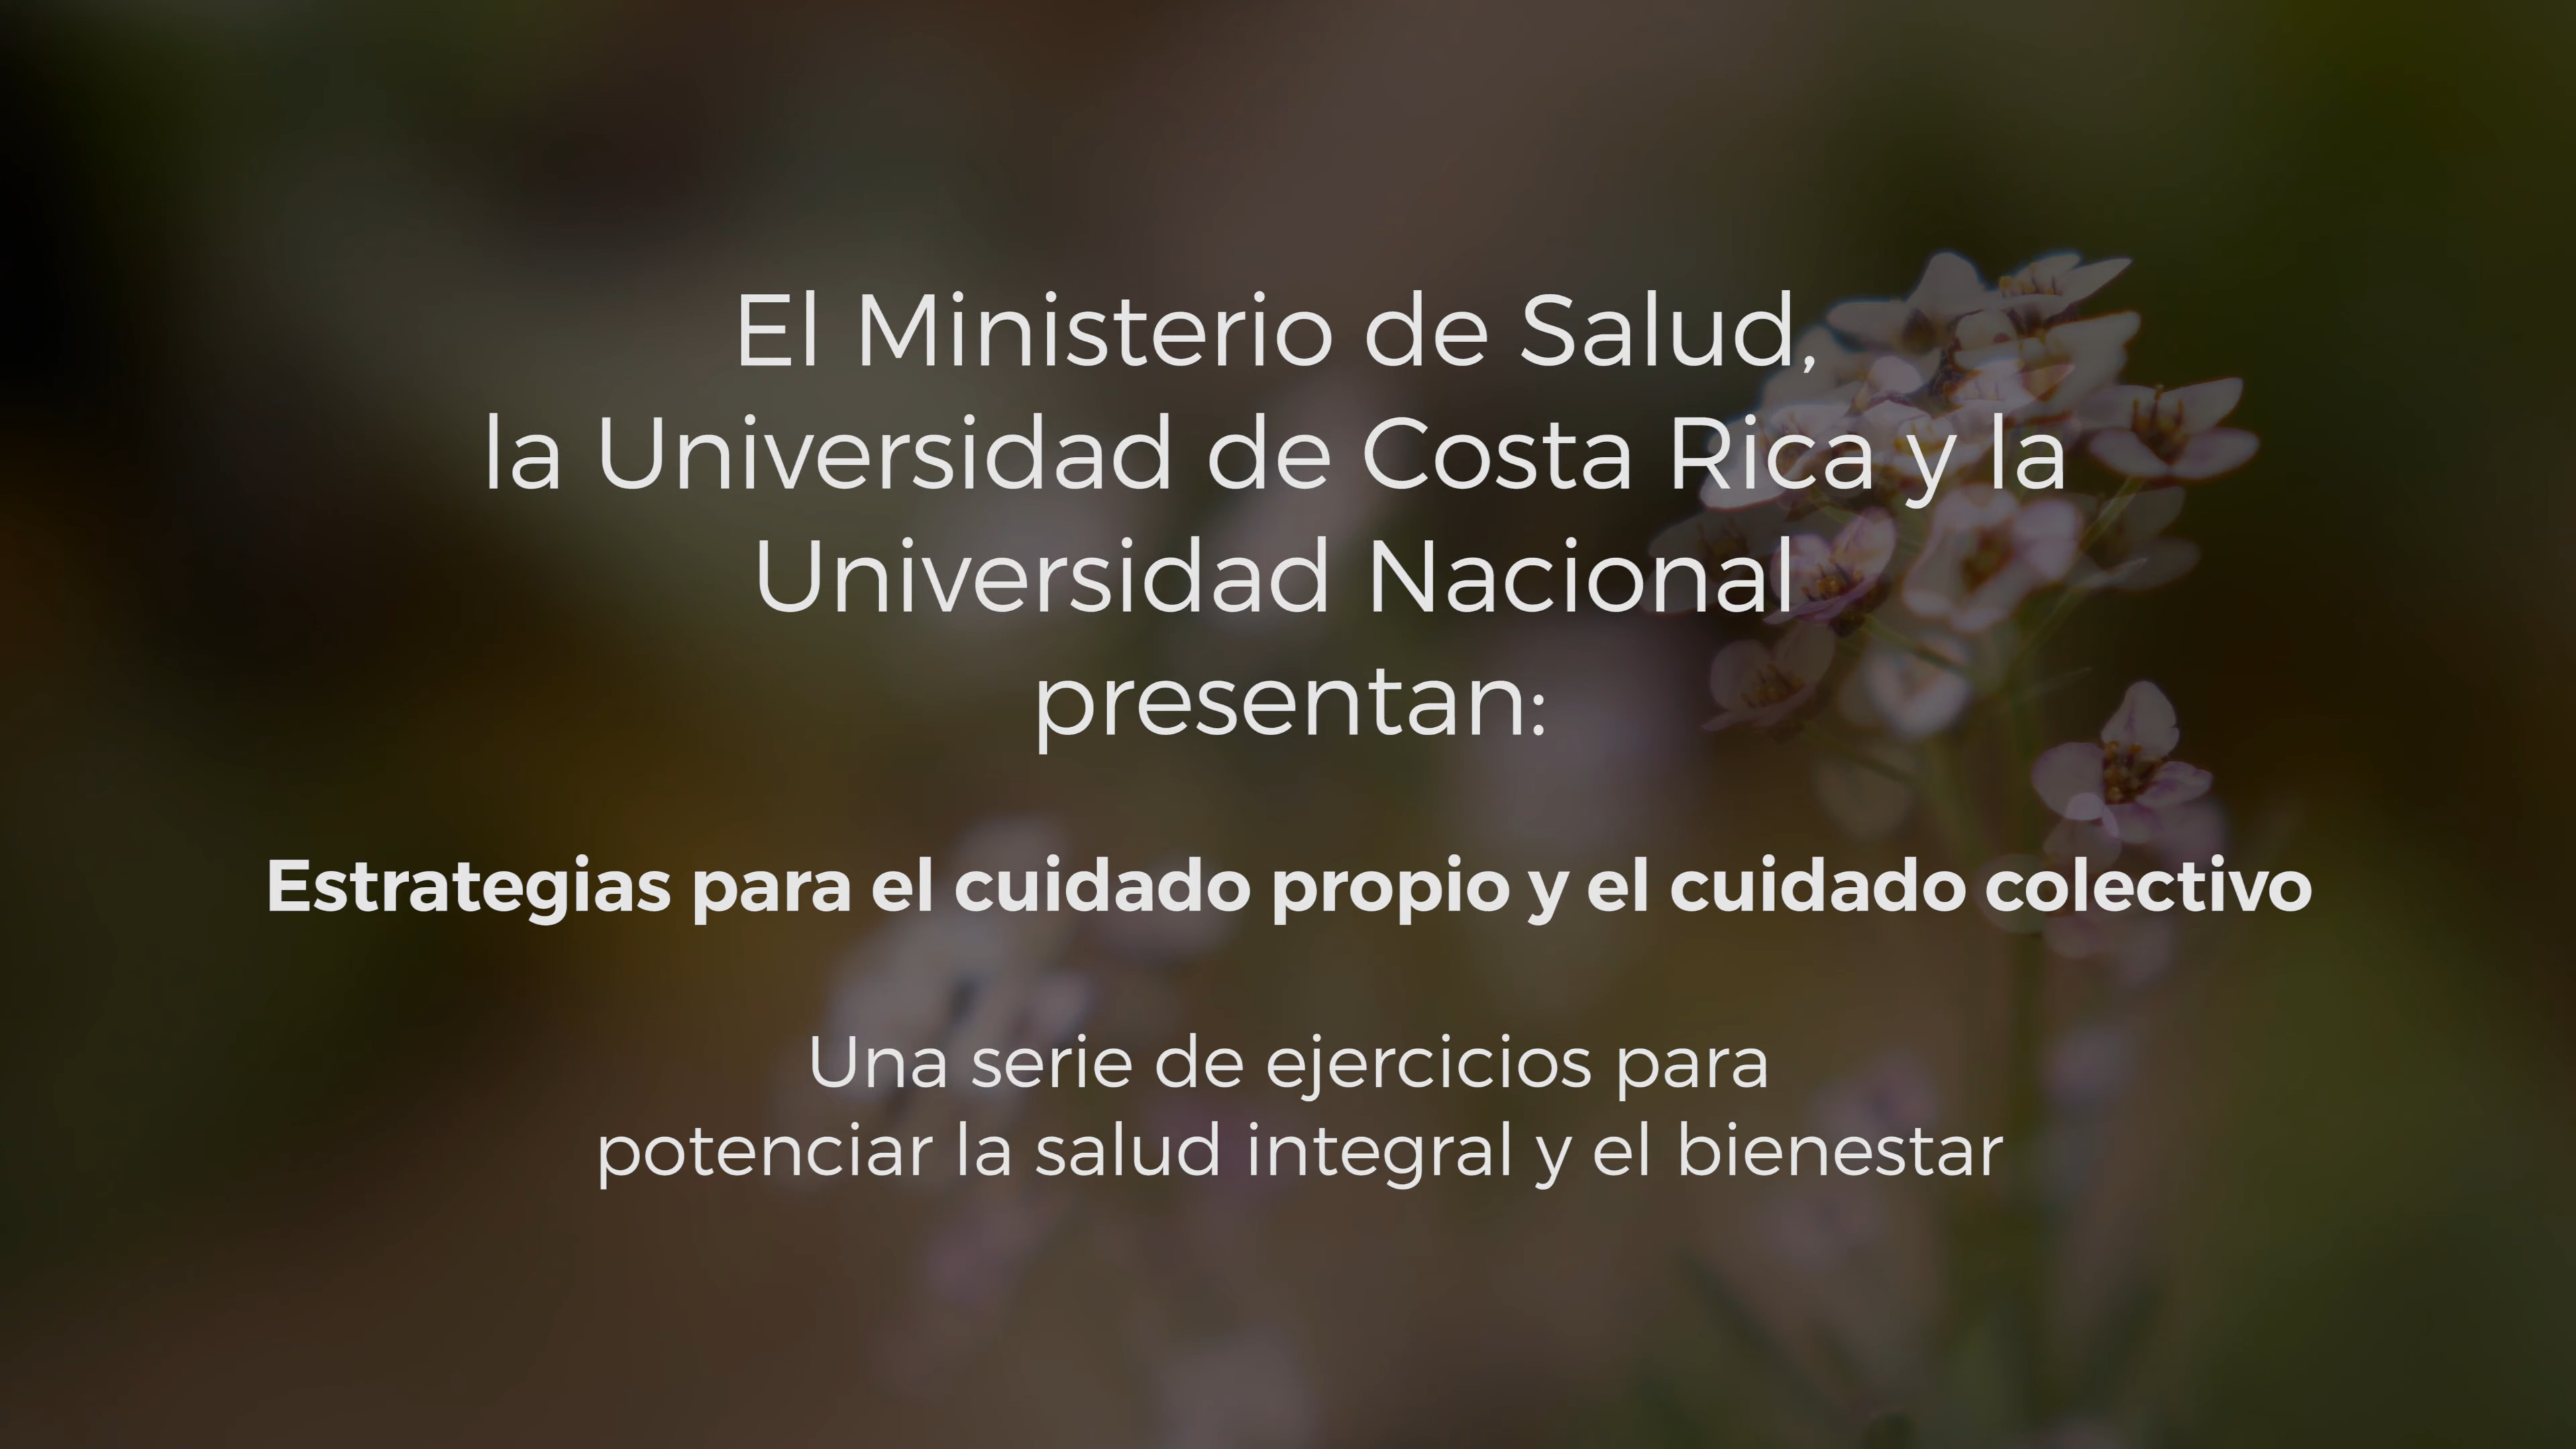 El Ministerio de Salud,
la Universidad de Costa Rica y la
Universidad Nacional
presentan:
Estrategias para el cuidado propio y el cuidado colectivo
Una serie de ejercicios para
potenciar la salud integral y el bienestar